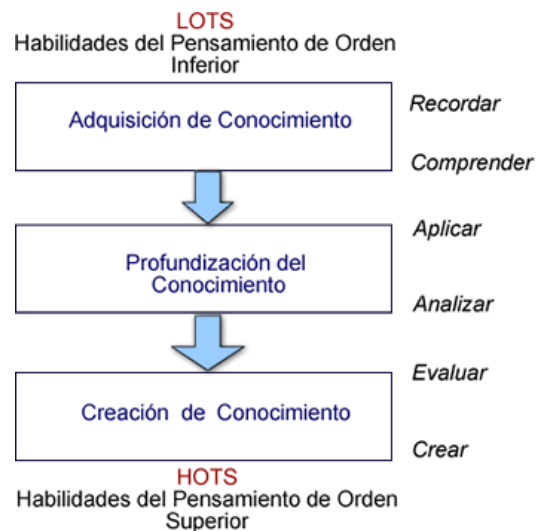 LOTS
Habilidades del Pensamiento de Orden
Inferior
Adquisición de Conocimiento
Recordar
Comprender
Profundización del
Conocimiento
Aplicar
Analizar
Creación de Conocimiento
Evaluar
Crear
HOTS
Habilidades del Pensamiento de Orden
Superior